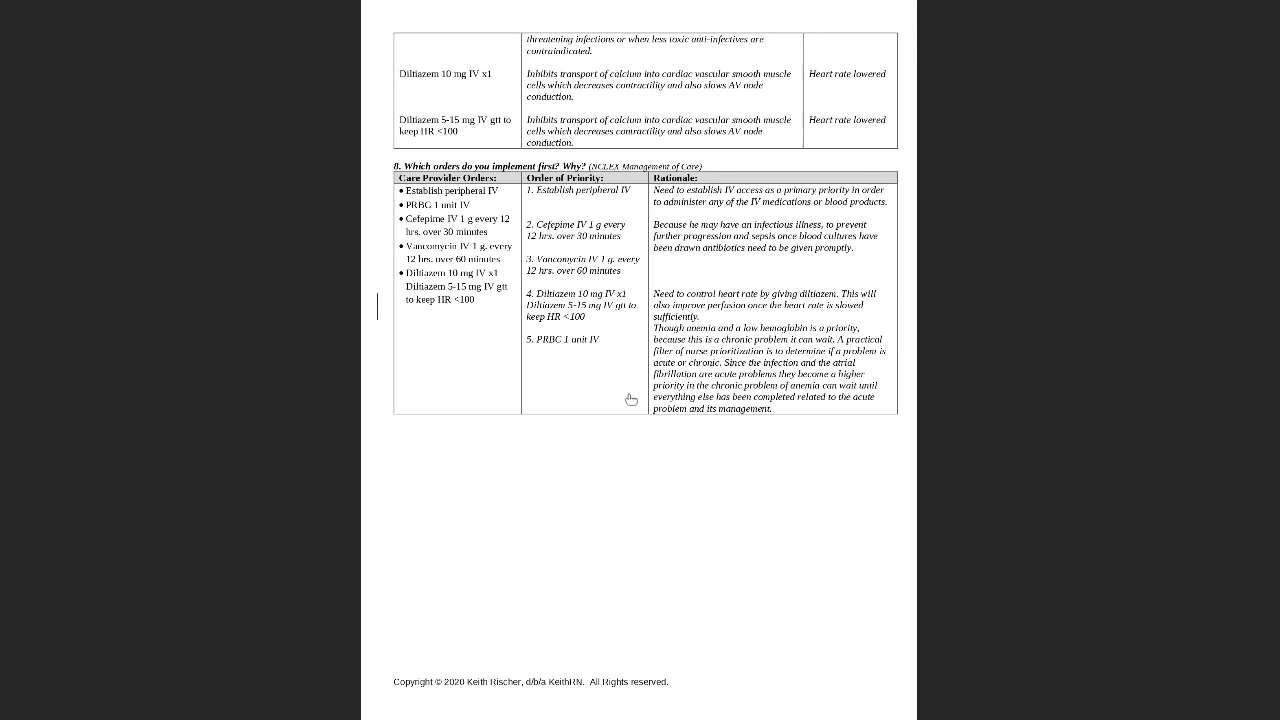 threatening infections or when less toxic anti-infectives are
contraindicated.
Diltiazem 10 mg IV x1
Inhibits transport of calcium into cardiac vascular smooth muscle
cells which decreases contractility and also slows AV node
conduction.
Heart rate lowered
Diltiazem 5-15 mg IV gtt to
keep HR <100
Inhibits transport of calcium into cardiac vascular smooth muscle
cells which decreases contractility and also slows AV node
conduction.
Heart rate lowered
8. Which orders do you implement first? Why? (NCLEX Management of Care)
Care Provider Orders:
Order of Priority:
Rationale:
• Establish peripheral IV
• PRBC 1 unit IV
• Cefepime IV 1 g every 12
hrs. over 30 minutes
• Vancomycin IV 1 g. every
12 hrs. over 60 minutes
• Diltiazem 10 mg IV x1
Diltiazem 5-15 mg IV gtt
to keep HR <100
1. Establish peripheral IV
2. Cefepime IV 1 g every
12 hrs. over 30 minutes
3. Vancomycin IV 1 g. every
12 hrs. over 60 minutes
4. Diltiazem 10 mg IV x1
Diltiazem 5-15 mg IV gtt to
keep HR <100
5. PRBC 1 unit IV
Need to establish IV access as a primary priority in order
to administer any of the IV medications or blood products.
Because he may have an infectious illness, to prevent
further progression and sepsis once blood cultures have
been drawn antibiotics need to be given promptly.
Need to control heart rate by giving diltiazem. This will
also improve perfusion once the heart rate is slowed
sufficiently.
Though anemia and a low hemoglobin is a priority,
because this is a chronic problem it can wait. A practical
filter of nurse prioritization is to determine if a problem is
acute or chronic. Since the infection and the atrial
fibrillation are acute problems they become a higher
priority in the chronic problem of anemia can wait until
everything else has been completed related to the acute
problem and its management.
Copyright © 2020 Keith Rischer, d/b/a KeithRN. All Rights reserved.